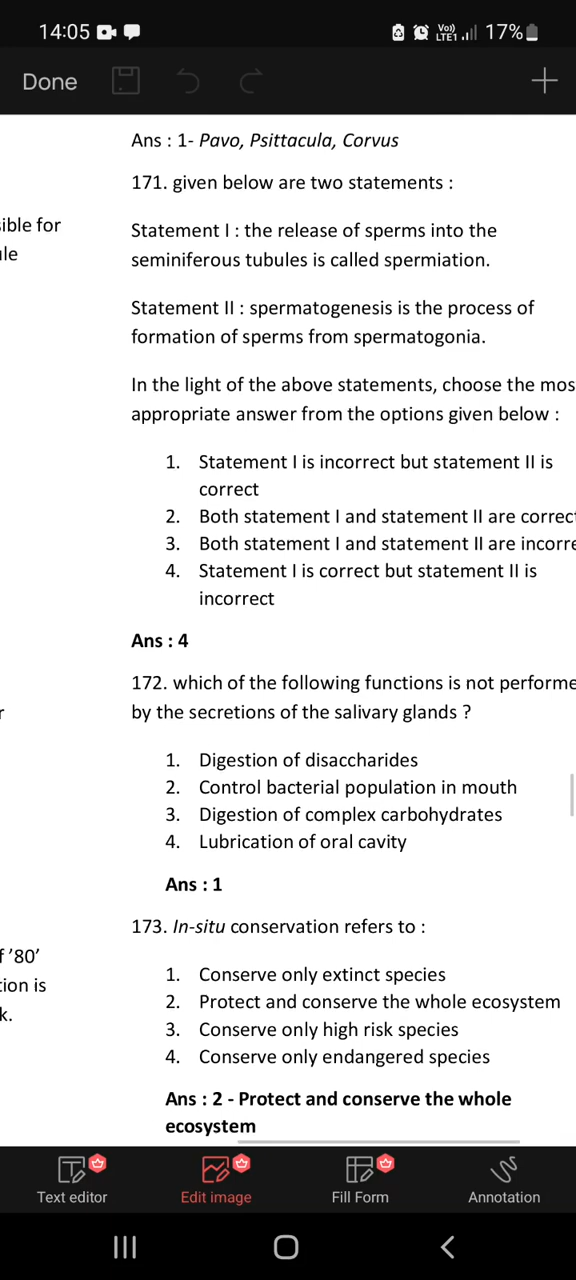 14:05
Vo)) LTE1 17%
Done
Ans : 1- Pavo, Psittacula, Corvus
171. given below are two statements :
sible for
Statement I : the release of sperms into the
ule
seminiferous tubules is called spermiation.
Statement II : spermatogenesis is the process of
formation of sperms from spermatogonia.
In the light of the above statements, choose the mos
appropriate answer from the options given below :
1. Statement I is incorrect but statement II is
correct
2. Both statement I and statement II are correct
3. Both statement I and statement II are incorre
4. Statement I is correct but statement II is
incorrect
Ans : 4
172. which of the following functions is not performe
r
by the secretions of the salivary glands ?
1. Digestion of disaccharides
2. Control bacterial population in mouth
3. Digestion of complex carbohydrates
4. Lubrication of oral cavity
Ans : 1
173. In-situ conservation refers to :
f '80'
1. Conserve only extinct species
tion is
2. Protect and conserve the whole ecosystem
k.
3. Conserve only high risk species
4. Conserve only endangered species
Ans : 2 - Protect and conserve the whole
ecosystem
Text editor
Edit image
Fill Form
Annotation